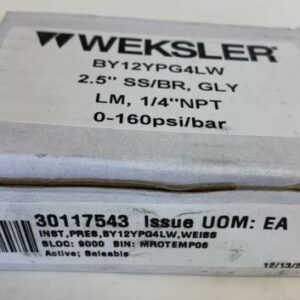 WEKSLER
BY12YPG4LW
2.5" SS/BR, GLY
LM, 1/4"NPT
0-160psi/bar
30117543 Issue UOM: EA
INST,PRES,BY12YPG4LW,WEISS
SLOC: 9000 BIN: MROTEMP06
Active; Saleable